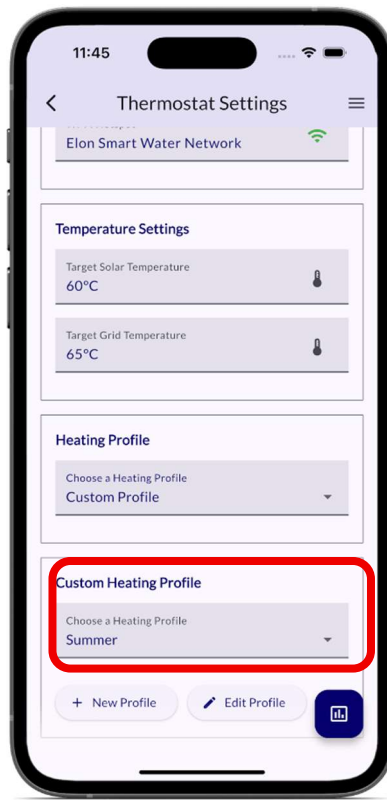 11:45
Thermostat Settings
Elon Smart Water Network
Temperature Settings
Target Solar Temperature
60°C
Target Grid Temperature
65°C
Heating Profile
Choose a Heating Profile
Custom Profile
Custom Heating Profile
Choose a Heating Profile
Summer
+ New Profile
Edit Profile